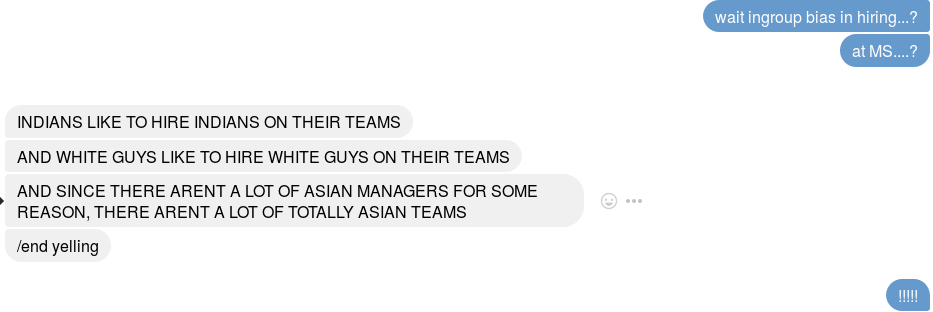 wait ingroup bias in hiring...?
at MS....?
INDIANS LIKE TO HIRE INDIANS ON THEIR TEAMS
AND WHITE GUYS LIKE TO HIRE WHITE GUYS ON THEIR TEAMS
AND SINCE THERE ARENT A LOT OF ASIAN MANAGERS FOR SOME
REASON, THERE ARENT A LOT OF TOTALLY ASIAN TEAMS
/end yelling
!!!!!